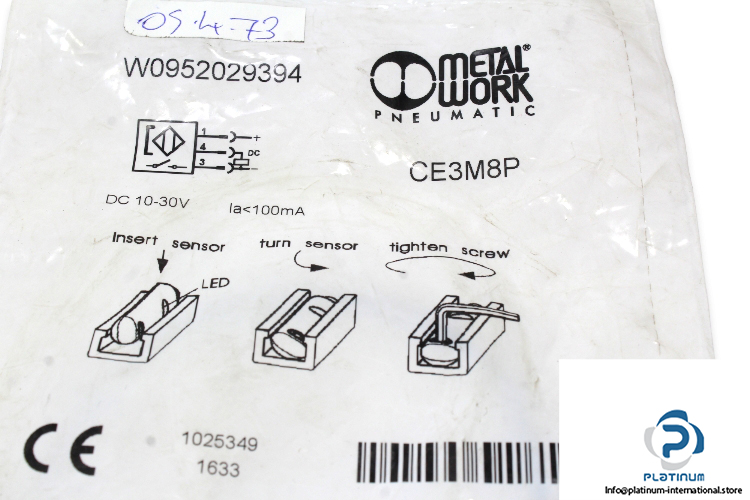 05.4.73
W0952029394
METAL®
WORK
PNEUMATIC
1 +
4 DC
3 -
CE3M8P
DC 10-30V Ia<100mA
Insert sensor turn sensor tighten screw
LED
CE
1025349
1633
PLATINUM
Info@platinum-international.store